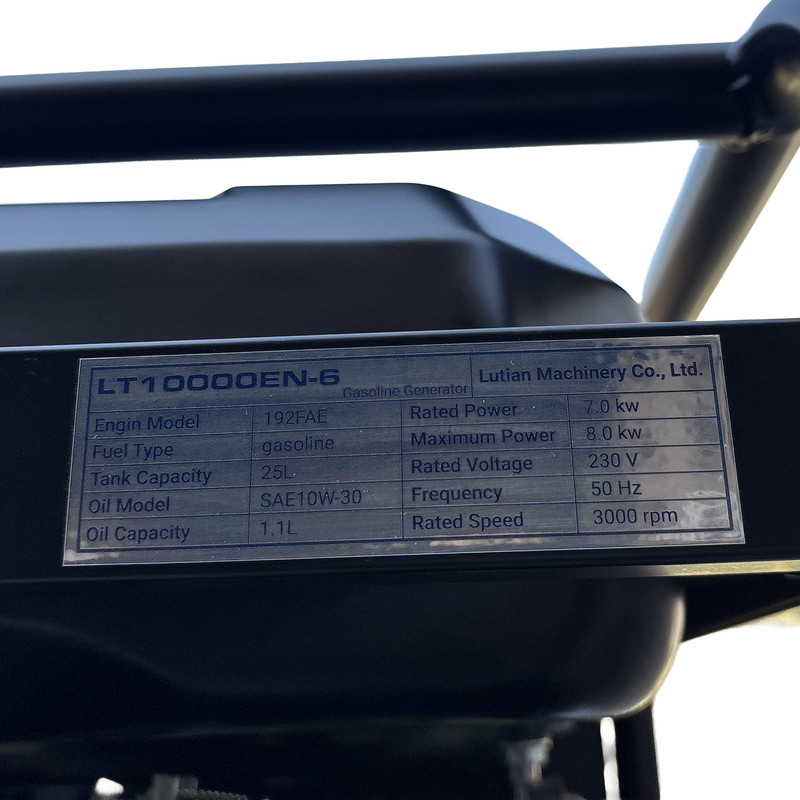 LT10000EN-6 Gasoline Generator Lutian Machinery Co., Ltd.
Engin Model 192FAE Rated Power 7.0 kw
Fuel Type gasoline Maximum Power 8.0 kw
Tank Capacity 25L Rated Voltage 230 V
Oil Model SAE10W-30 Frequency 50 Hz
Oil Capacity 1.1L Rated Speed 3000 rpm